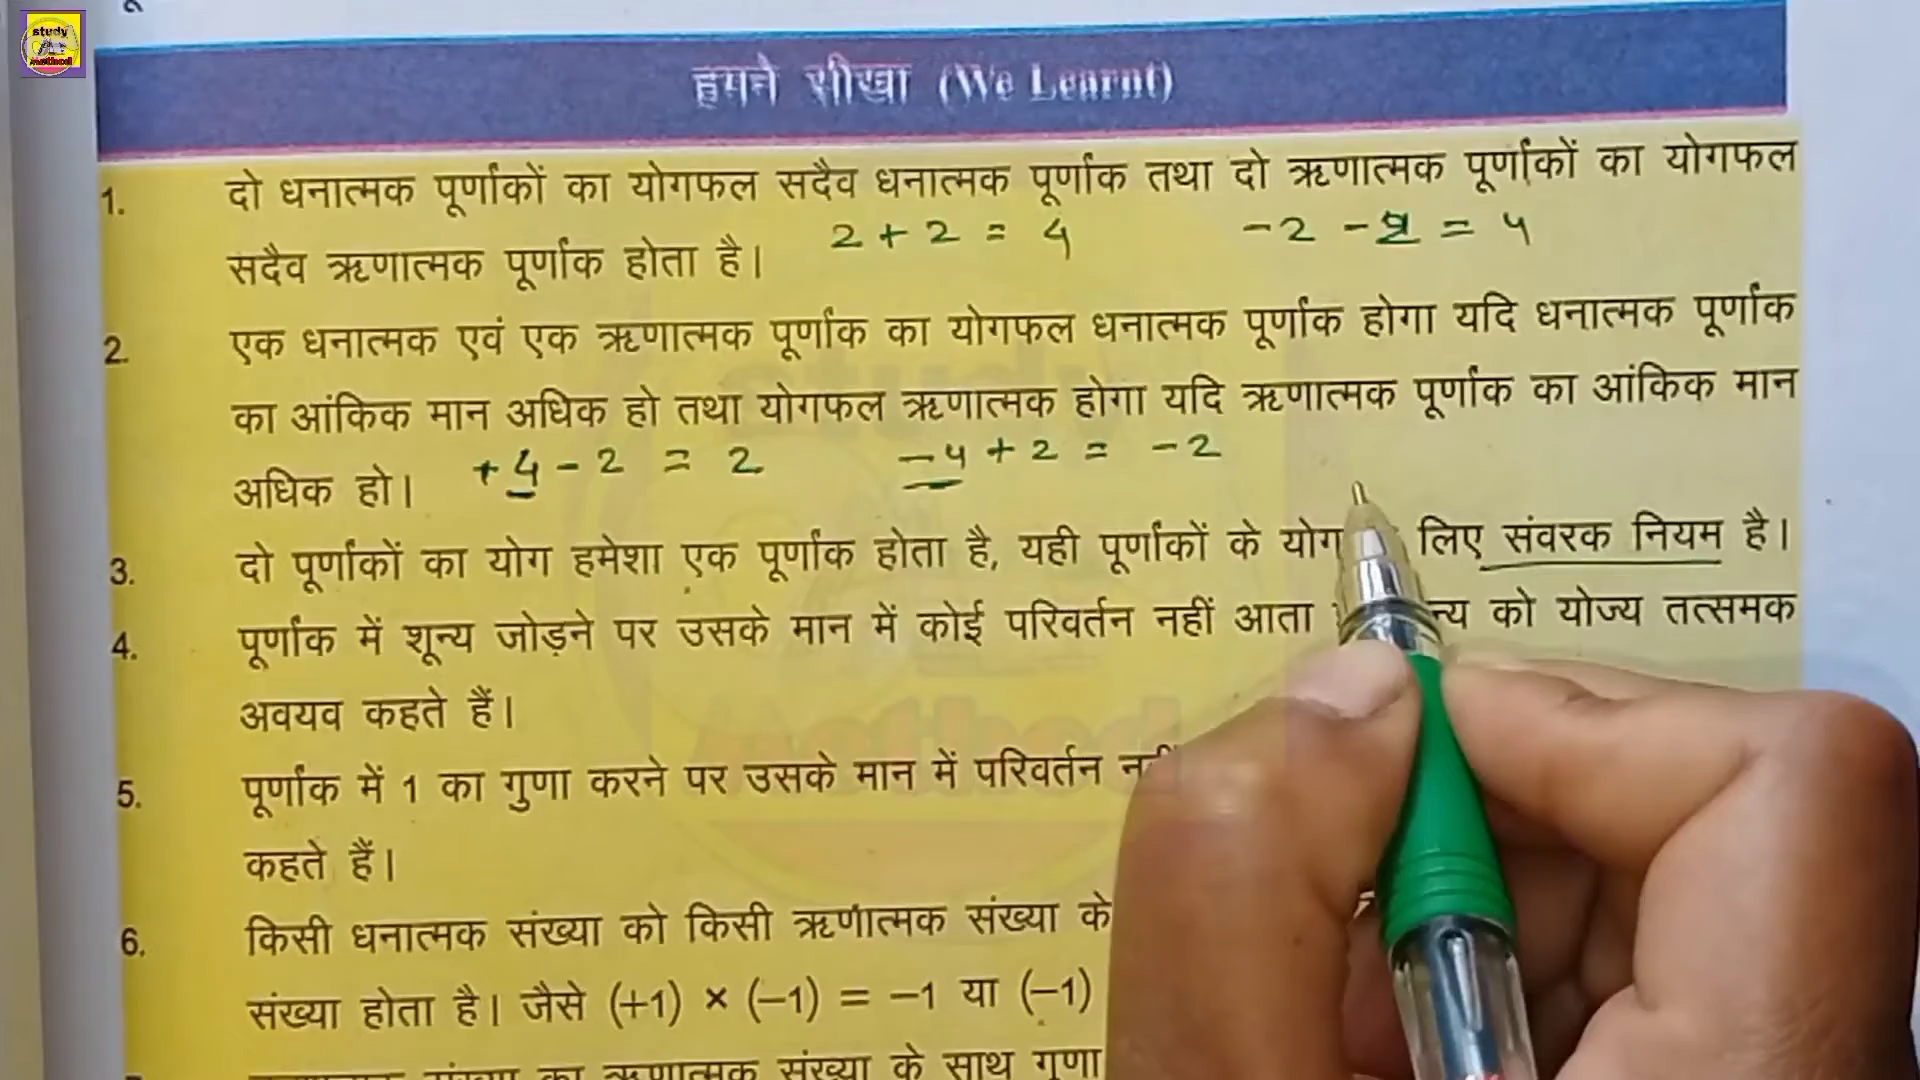 study
Method
हमने सीखा (We Learnt)
1. दो धनात्मक पूर्णाकों का योगफल सदैव धनात्मक पूर्णाक तथा दो ऋणात्मक पूर्णाकों का योगफल
2 + 2 = 4 -2 -2 = 4
सदैव ऋणात्मक पूर्णाक होता है।
2. एक धनात्मक एवं एक ऋणात्मक पूर्णाक का योगफल धनात्मक पूर्णाक होगा यदि धनात्मक पूर्णाक
का आंकिक मान अधिक हो तथा योगफल ऋणात्मक होगा यदि ऋणात्मक पूर्णाक का आंकिक मान
+4 - 2 = 2 -4 + 2 = -2
अधिक हो।
3. दो पूर्णाकों का योग हमेशा एक पूर्णाक होता है, यही पूर्णाकों के योग लिए संवरक नियम है।
4. पूर्णाक में शून्य जोड़ने पर उसके मान में कोई परिवर्तन नहीं आता को योज्य तत्समक
अवयव कहते हैं।
5. पूर्णाक में 1 का गुणा करने पर उसके मान में परिवर्तन
कहते हैं।
6. किसी धनात्मक संख्या को किसी ऋणात्मक संख्या के
संख्या होता है। जैसे (+1) × (–1) = –1 या (–1)
संख्या का ऋणात्मक संख्या के साथ गुणा